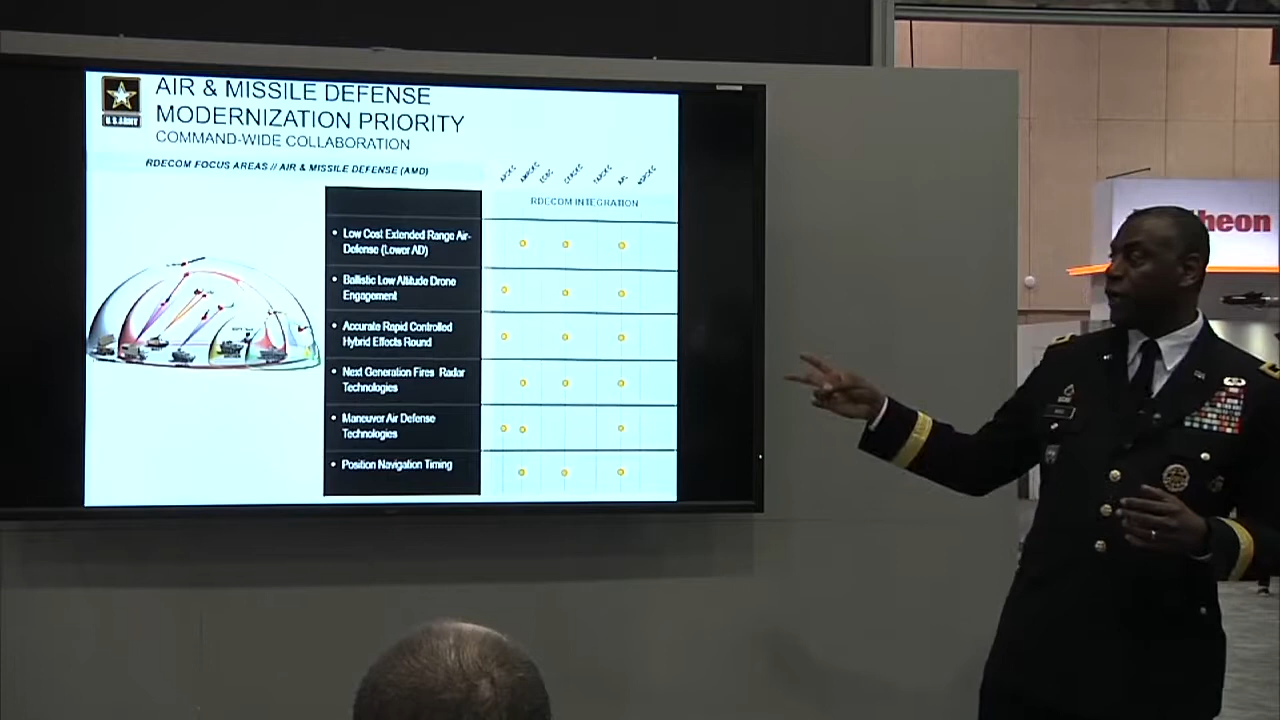 AIR & MISSILE DEFENSE
MODERNIZATION PRIORITY
COMMAND-WIDE COLLABORATION
U.S.ARMY
RDECOM FOCUS AREAS // AIR & MISSILE DEFENSE (AMD)
RDECOM INTEGRATION
• Low Cost Extended Range Air-
Defense (Lower AD)
• Ballistic Low Altitude Drone
Engagement
• Accurate Rapid Controlled
Hybrid Effects Round
• Next Generation Fires Radar
Technologies
• Maneuver Air Defense
Technologies
• Position Navigation Timing
heon